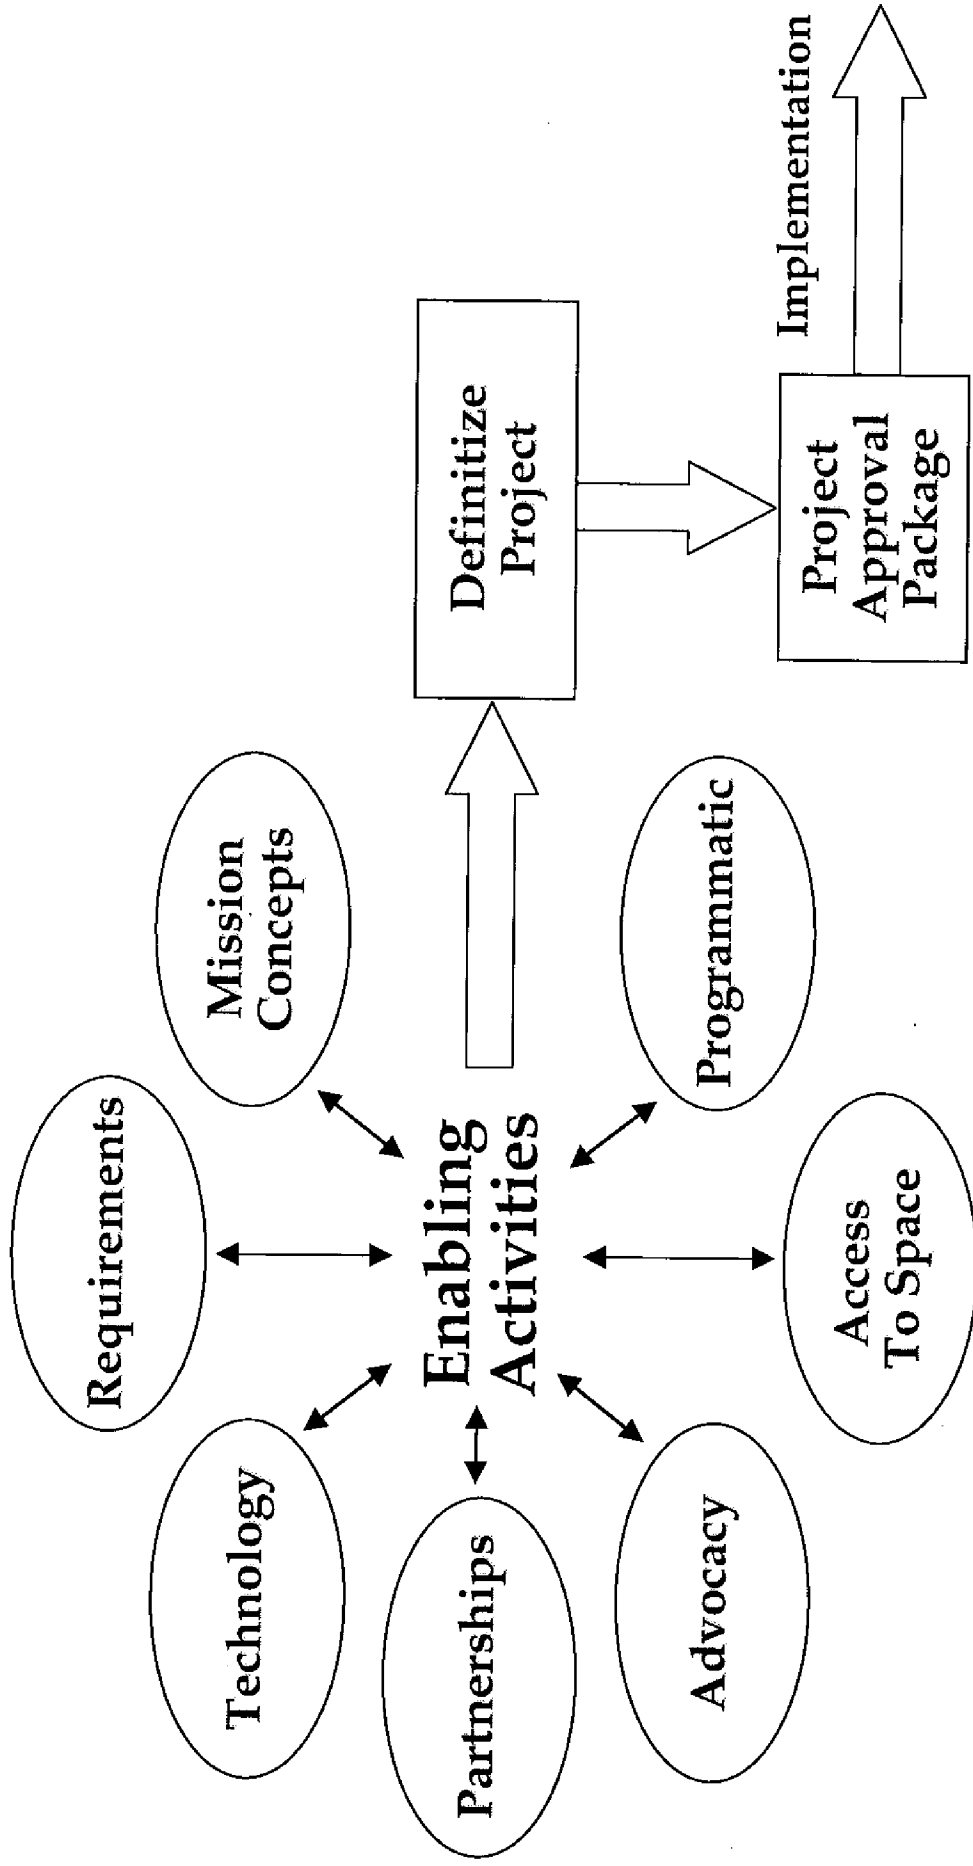 Requirements
Technology
Mission
Concepts
Partnerships
Enabling
Activities
Definitize
Project
Advocacy
Programmatic
Access
To Space
Project
Approval
Package
Implementation